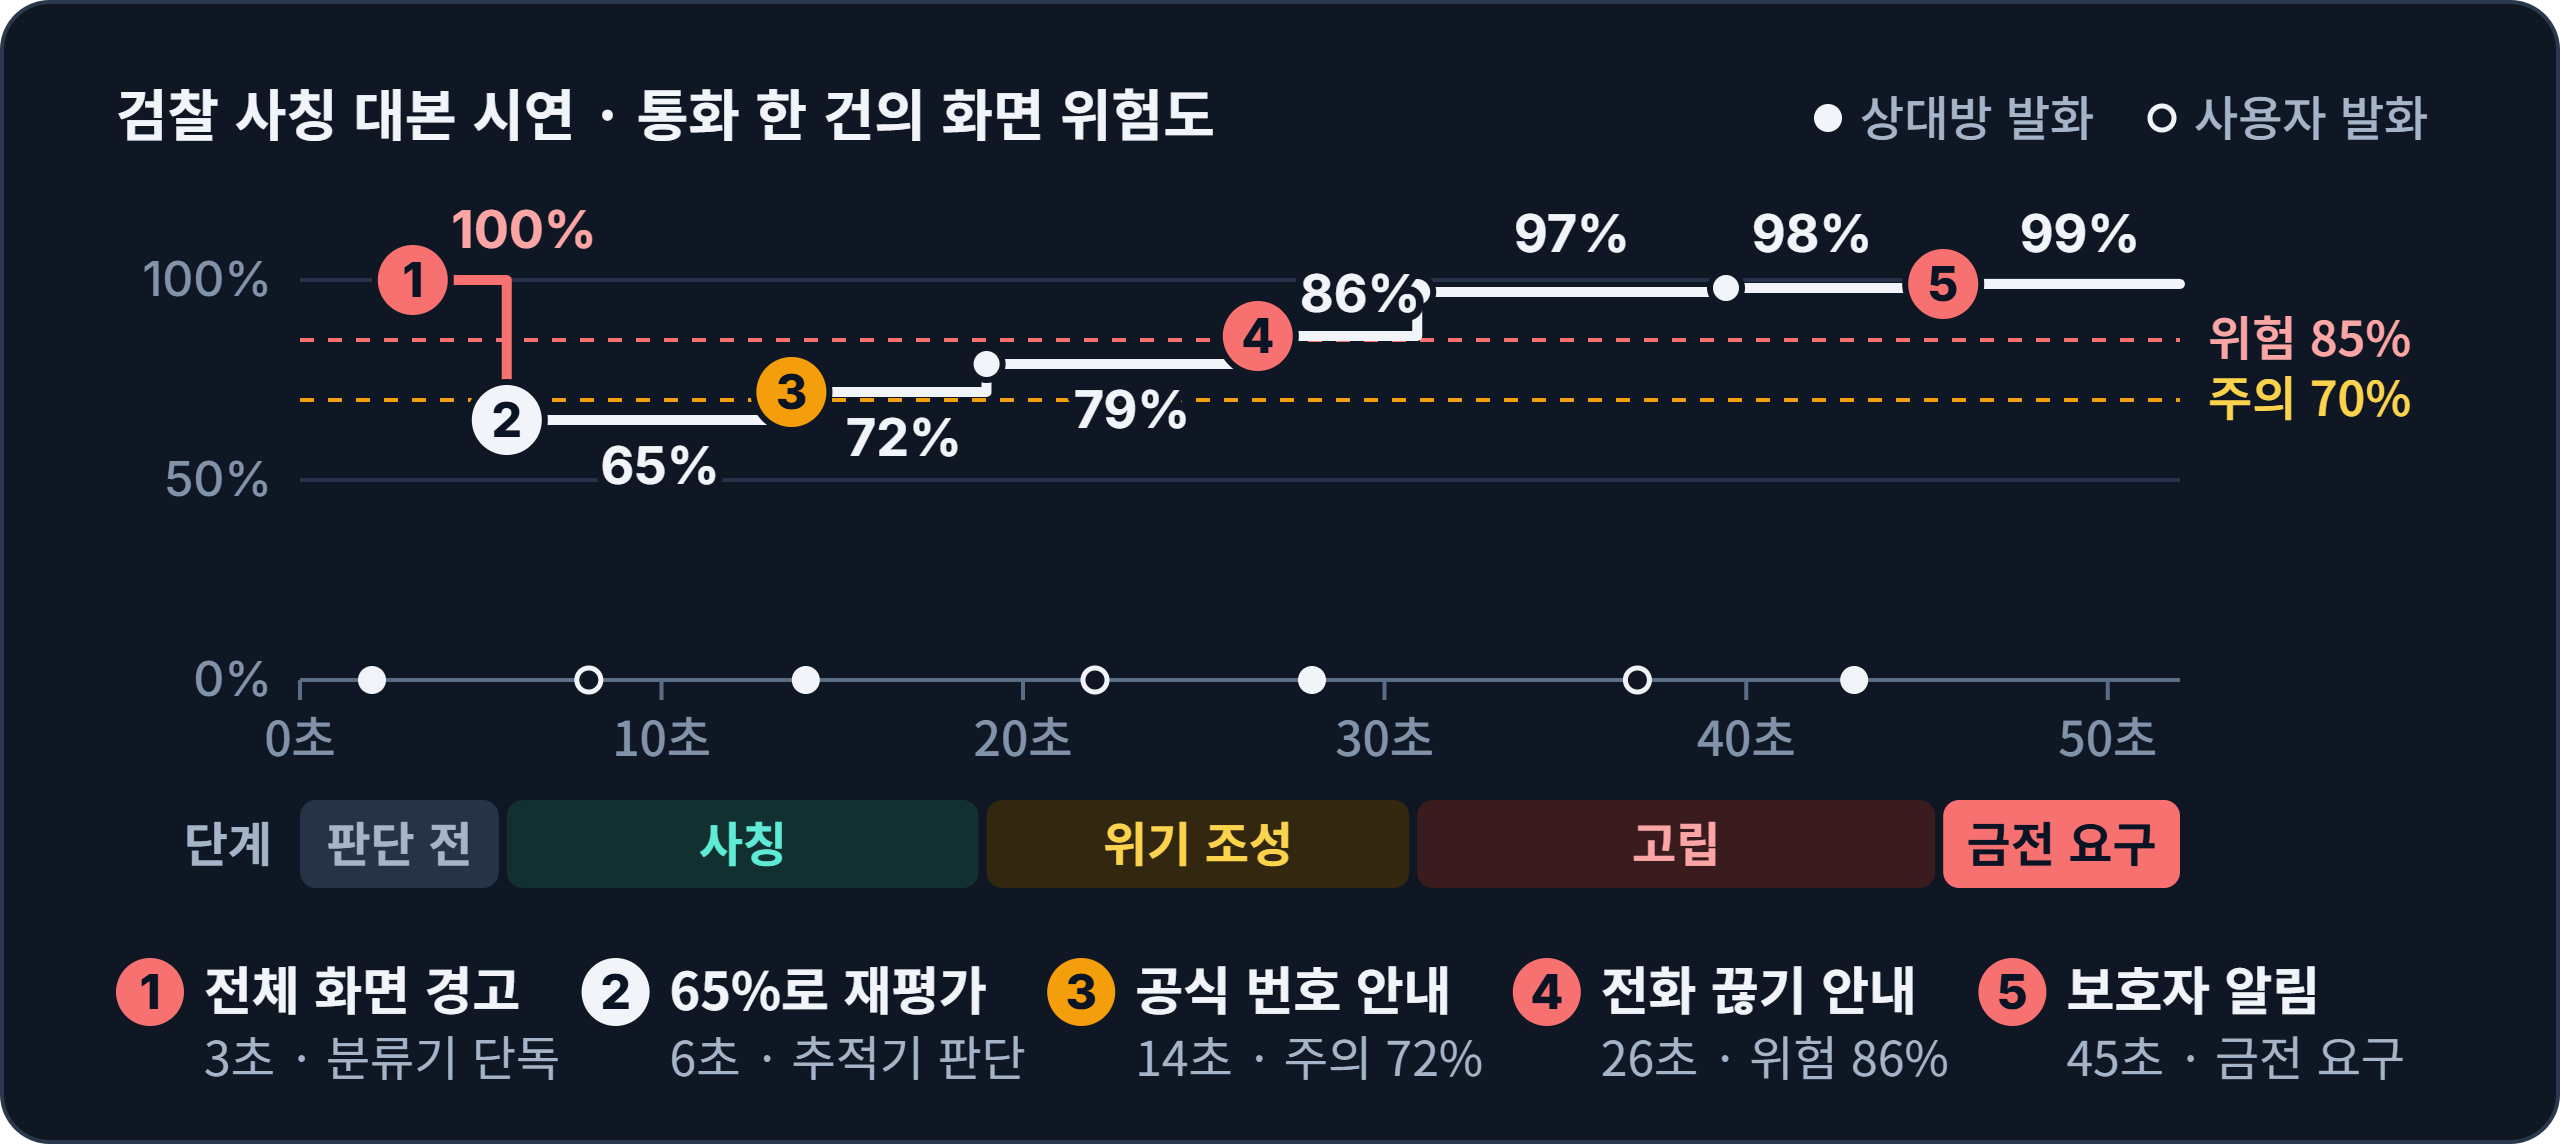 검찰 사칭 대본 시연 · 통화 한 건의 화면 위험도
상대방 발화
사용자 발화
100%
97%
98%
99%
100%
1
86%
5
4
위험 85%
3
79%
주의 70%
2
72%
65%
50%
0%
0초 10초 20초 30초 40초 50초
단계 판단 전 사칭 위기 조성 고립 금전 요구
1 전체 화면 경고
3초 · 분류기 단독
2 65%로 재평가
6초 · 추적기 판단
3 공식 번호 안내
14초 · 주의 72%
4 전화 끊기 안내
26초 · 위험 86%
5 보호자 알림
45초 · 금전 요구